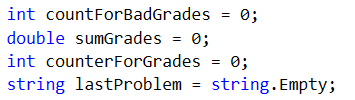 int countForBadGrades = 0;
double sumGrades = 0;
int counterForGrades = 0;
string lastProblem = string.Empty;